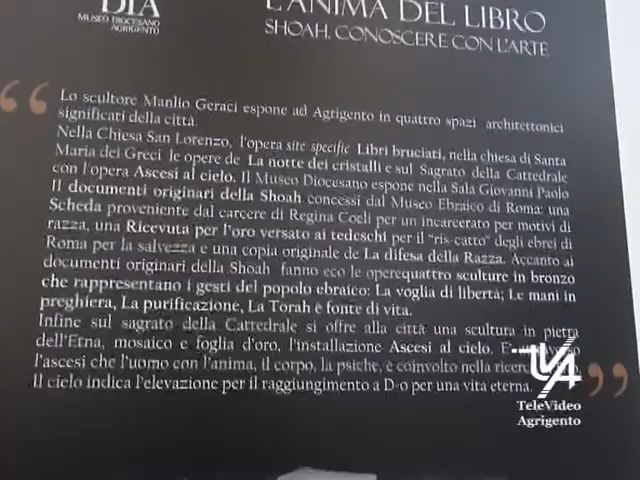 DIA
MUSEO DIOCESANO
AGRIGENTO
L'ANIMA DEL LIBRO
SHOAH, CONOSCERE CON L'ARTE
“
Lo scultore Manlio Geraci espone ad Agrigento in quattro spazi architettonici
significati della città.
Nella Chiesa San Lorenzo, l'opera site specific Libri bruciati, nella chiesa di Santa
Maria dei Greci le opere de La notte dei cristalli e sul Sagrato della Cattedrale
con l'opera Ascesi al cielo. Il Museo Diocesano espone nella Sala Giovanni Paolo
II documenti originari della Shoah concessi dal Museo Ebraico di Roma: una
Scheda proveniente dal carcere di Regina Coeli per un incarcerato per motivi di
razza, una Ricevuta per l'oro versato ai tedeschi per il “ris-catto” degli ebrei di
Roma per la salvezza e una copia originale de La difesa della Razza. Accanto ai
documenti originari della Shoah fanno eco le operequattro sculture in bronzo
che rappresentano i gesti del popolo ebraico: La voglia di libertà; Le mani in
preghiera, La purificazione, La Torah è fonte di vita.
Infine sul sagrato della Cattedrale si offre alla città una scultura in pietra
dell'Etna, mosaico e foglia d'oro, l'installazione Ascesi al cielo.
l'ascesi che l'uomo con l'anima, il corpo, la psiche, è coinvolto nella
Il cielo indica l'elevazione per il raggiungimento a D-o per una vita eterna.
”
TVA
TeleVideo
Agrigento